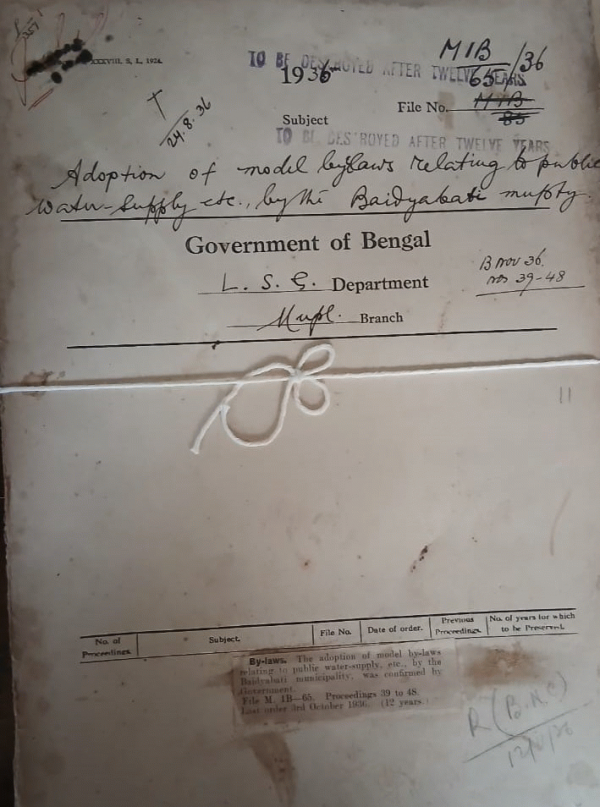 XXXVIII, S, L, 1924.
TO BE DESTROYED AFTER TWELVE YEARS
1936
MIB
65/36
File No. MIB
85
T
24.8.36
Subject
TO BE DESTROYED AFTER TWELVE YEARS
Adoption of model bylaws relating to public
water-supply etc., by the Baidyabati mupty.
Government of Bengal
L. S. G. Department
B nov 36.
nos 39-48
Mupl. Branch
11
No. of Proceedings.
Subject.
File No.
Date of order.
Previous Proceedings.
No. of years for which to be Preserved.
By-laws. The adoption of model by-laws
relating to public water-supply, etc., by the
Baidyabati municipality, was confirmed by
Government.
File M. 1B—65. Proceedings 39 to 48.
Last order 3rd October 1936. (12 years.)